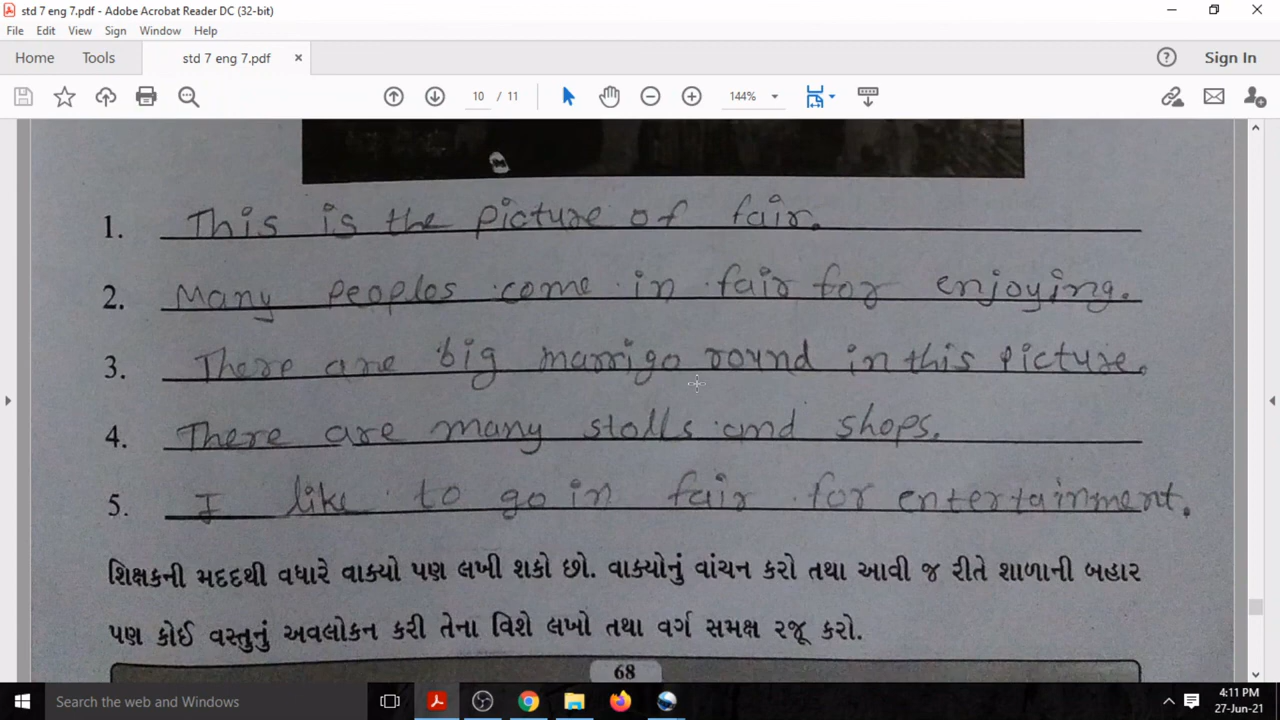 std 7 eng 7.pdf - Adobe Acrobat Reader DC (32-bit)
File Edit View Sign Window Help
Home Tools std 7 eng 7.pdf × Sign In
10 / 11 144%
1. This is the picture of fair.
2. Many peoples come in fair for enjoying.
3. There are big marrigo round in this picture.
4. There are many stalls and shops.
5. I like to go in fair for entertainment.
શિક્ષકની મદદથી વધારે વાક્યો પણ લખી શકો છો. વાક્યોનું વાંચન કરો તથા આવી જ રીતે શાળાની બહાર
પણ કોઈ વસ્તુનું અવલોકન કરી તેના વિશે લખો તથા વર્ગ સમક્ષ રજૂ કરો.
68
Search the web and Windows
4:11 PM
27-Jun-21